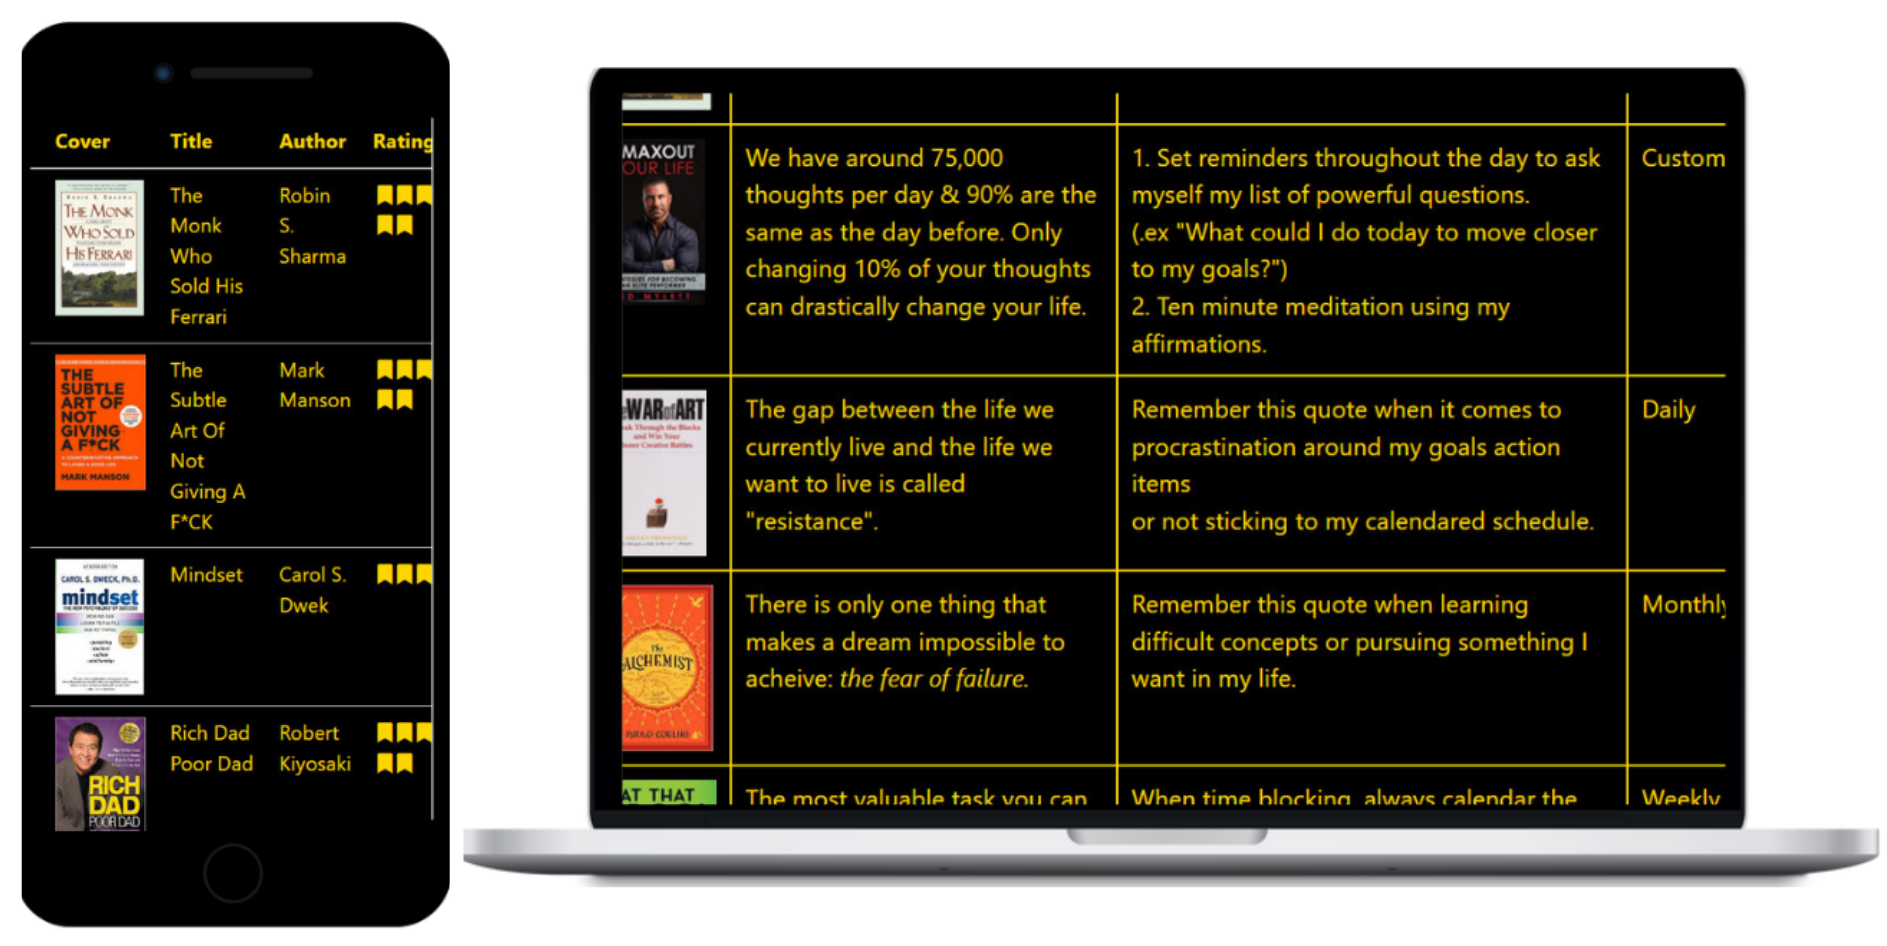 Cover Title Author Rating
THE MONK
WHO SOLD
HIS FERRARI
The
Monk
Who
Sold His
Ferrari
Robin
S.
Sharma
THE
SUBTLE
ART OF
NOT
GIVING
A F*CK
MARK MANSON
The
Subtle
Art Of
Not
Giving A
F*CK
Mark
Manson
CAROL S. DWECK, Ph.D.
mindset
Mindset
Carol S.
Dwek
RICH
DAD
POOR DAD
Rich Dad
Poor Dad
Robert
Kiyosaki
MAXOUT
OUR LIFE
We have around 75,000
thoughts per day & 90% are the
same as the day before. Only
changing 10% of your thoughts
can drastically change your life.
1. Set reminders throughout the day to ask
myself my list of powerful questions.
(.ex "What could I do today to move closer
to my goals?")
2. Ten minute meditation using my
affirmations.
Custom
WAR of ART
The gap between the life we
currently live and the life we
want to live is called
"resistance".
Remember this quote when it comes to
procrastination around my goals action
items
or not sticking to my calendared schedule.
Daily
The
ALCHEMIST
PAULO COELHO
There is only one thing that
makes a dream impossible to
acheive: the fear of failure.
Remember this quote when learning
difficult concepts or pursuing something I
want in my life.
Monthly
AT THAT
The most valuable task you can
When time blocking, always calendar the
Weekly